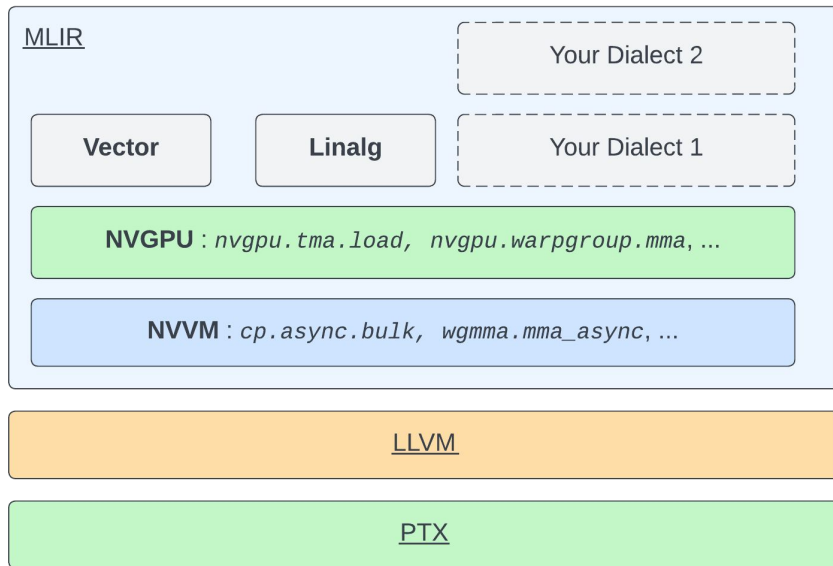 MLIR
Your Dialect 2
Vector
Linalg
Your Dialect 1
NVGPU : nvgpu.tma.load, nvgpu.warpgroup.mma, ...
NVVM : cp.async.bulk, wgmma.mma_async, ...
LLVM
PTX